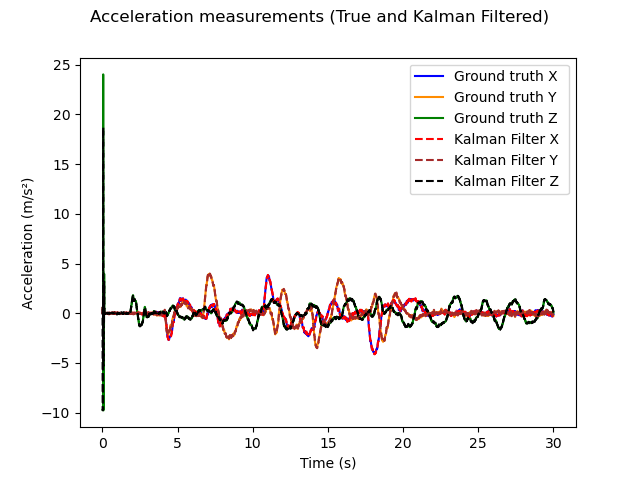 Acceleration measurements (True and Kalman Filtered)
25
20
15
10
5
0
−5
−10
Acceleration (m/s²)
Ground truth X
Ground truth Y
Ground truth Z
Kalman Filter X
Kalman Filter Y
Kalman Filter Z
0 5 10 15 20 25 30
Time (s)